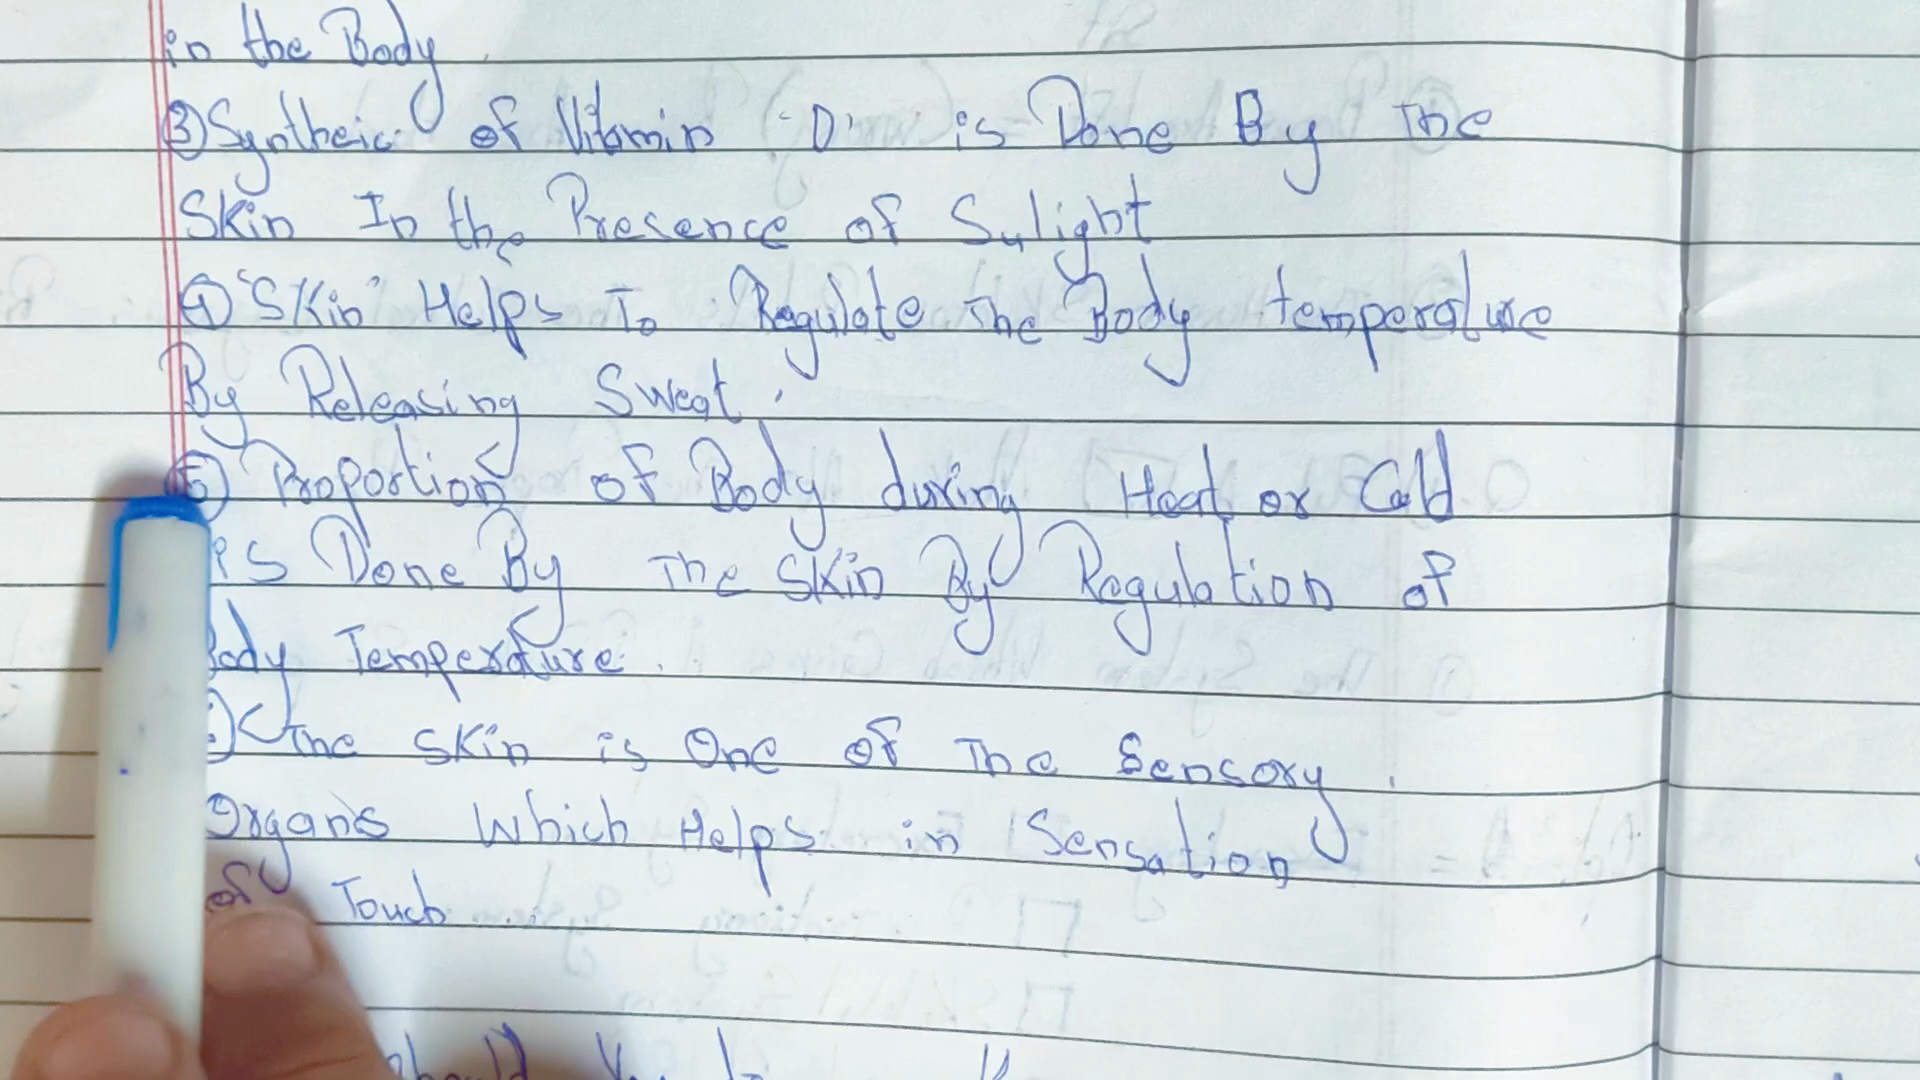 in the Body.
③ Syntheic of Vitamin 'D' is Done By The
Skin In the Presence of Sulight
④ "Skin" Helps To Regulate The Body temperature
By Releasing Sweat.
⑤ Proportion of Body during Heat or Cold
is Done By The Skin By Regulation of
Body Temperature.
The Skin is One of The Sensory
Organs Which Helps in Sensation
of Touch
should You